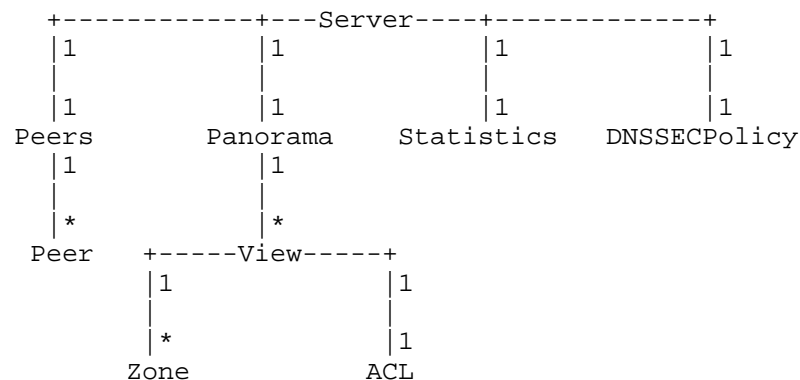 +------------+---Server----+-------------+
|1 |1 |1 |1
| | | |
|1 |1 |1 |1
Peers Panorama Statistics DNSSECPolicy
|1 |1
| |
|* |*
Peer +-----View-----+
|1 |1
| |
|* |1
Zone ACL